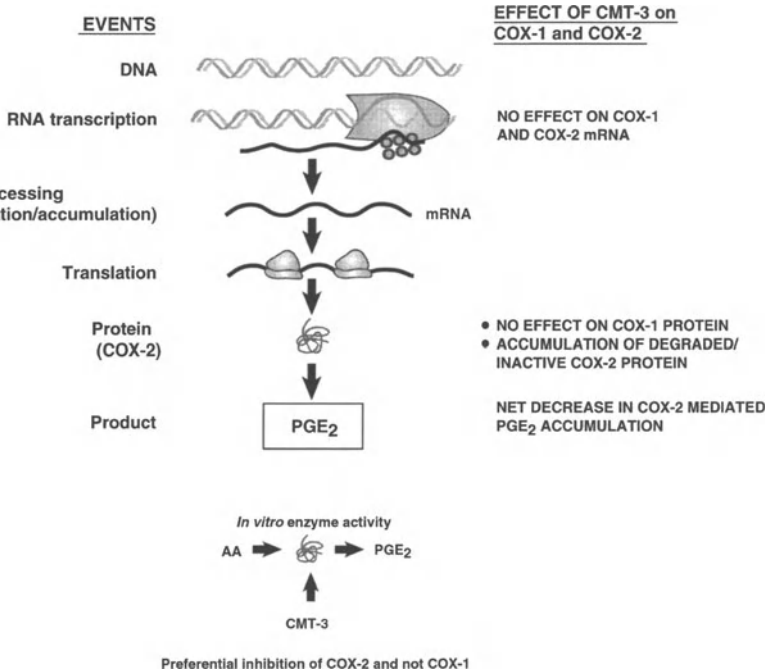 EVENTS
EFFECT OF CMT-3 on
COX-1 and COX-2
DNA
RNA transcription
NO EFFECT ON COX-1
AND COX-2 mRNA
mRNA
Translation
Protein
(COX-2)
• NO EFFECT ON COX-1 PROTEIN
• ACCUMULATION OF DEGRADED/
INACTIVE COX-2 PROTEIN
Product
PGE2
NET DECREASE IN COX-2 MEDIATED
PGE2 ACCUMULATION
In vitro enzyme activity
AA
PGE2
CMT-3
Preferential inhibition of COX-2 and not COX-1